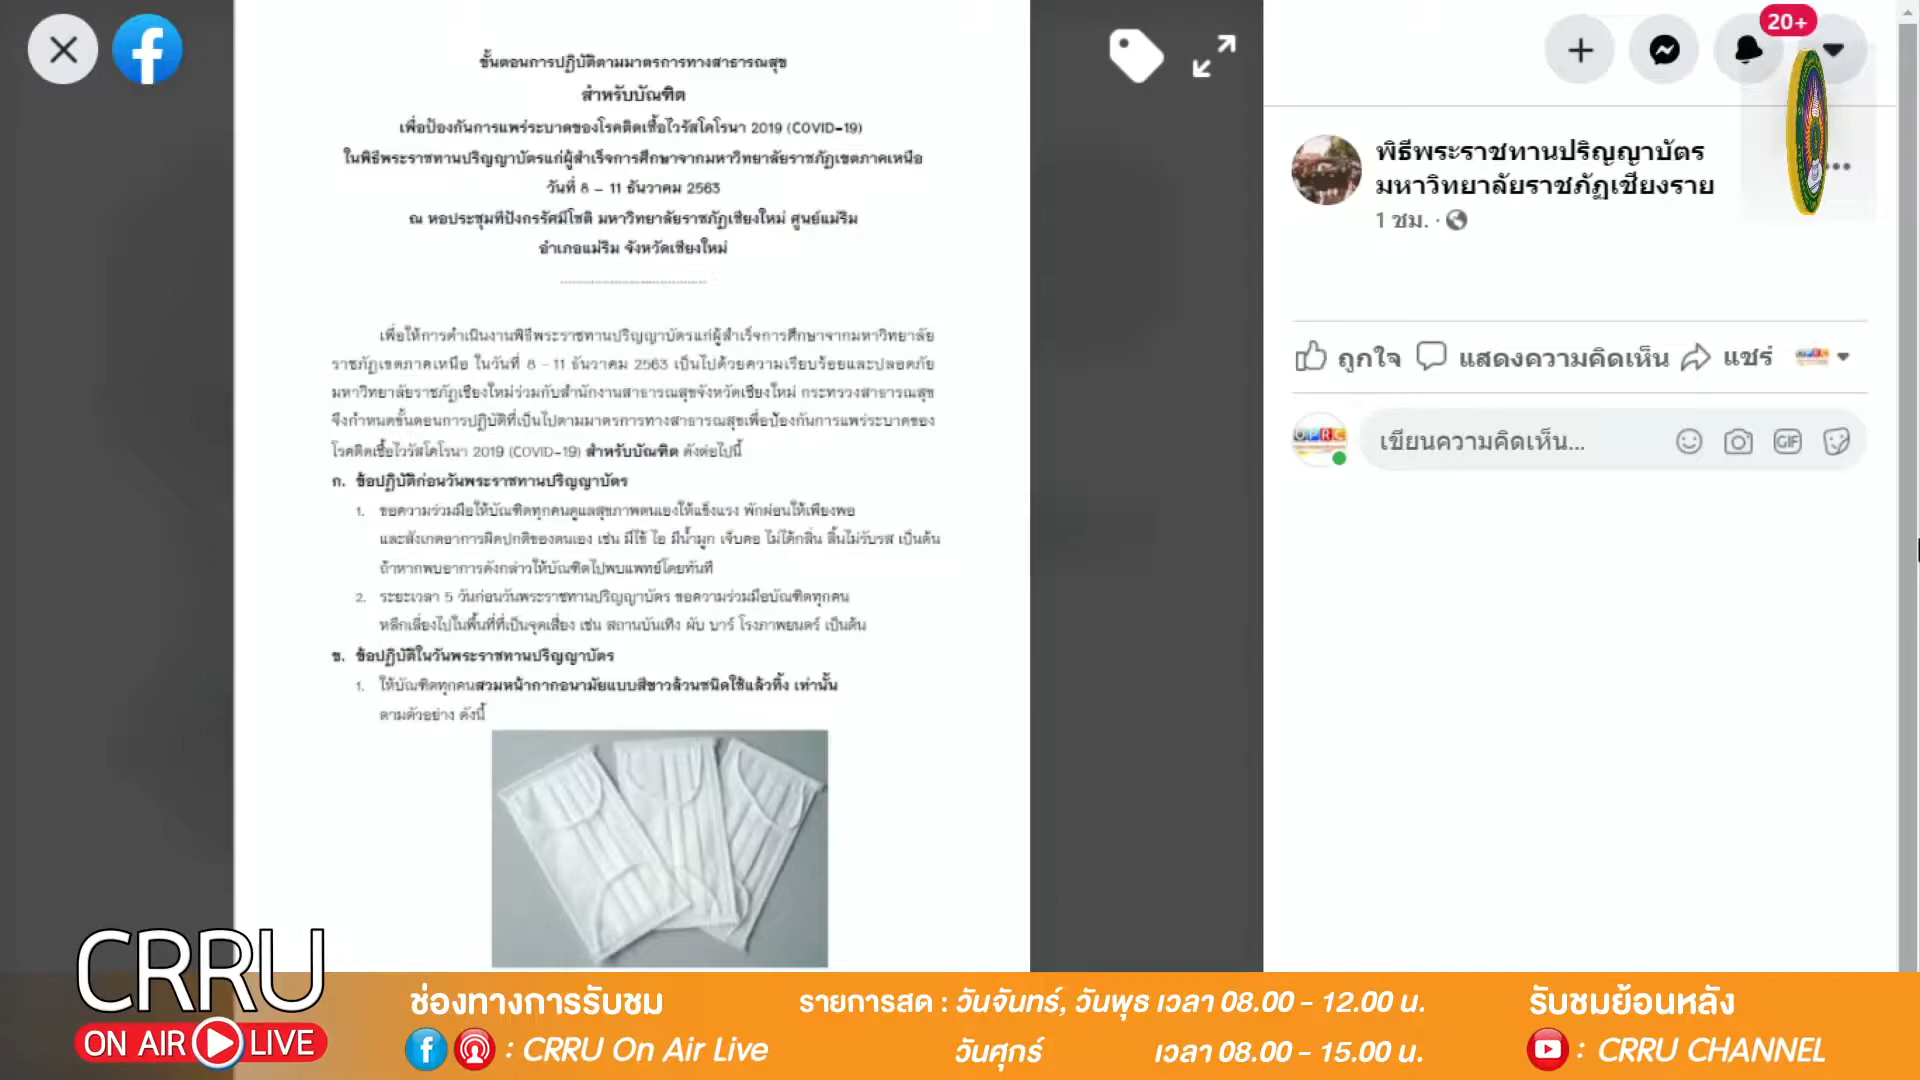 ขั้นตอนการปฏิบัติตามมาตรการทางสาธารณสุข
สำหรับบัณฑิต
เพื่อป้องกันการแพร่ระบาดของโรคติดเชื้อไวรัสโคโรนา 2019 (COVID-19)
ในพิธีพระราชทานปริญญาบัตรแก่ผู้สำเร็จการศึกษาจากมหาวิทยาลัยราชภัฏเขตภาคเหนือ
วันที่ 8 - 11 ธันวาคม 2563
ณ หอประชุมทีปังกรรัศมีโชติ มหาวิทยาลัยราชภัฏเชียงใหม่ ศูนย์แม่ริม
อำเภอแม่ริม จังหวัดเชียงใหม่
เพื่อให้การดำเนินงานพิธีพระราชทานปริญญาบัตรแก่ผู้สำเร็จการศึกษาจากมหาวิทยาลัย
ราชภัฏเขตภาคเหนือ ในวันที่ 8 - 11 ธันวาคม 2563 เป็นไปด้วยความเรียบร้อยและปลอดภัย
มหาวิทยาลัยราชภัฏเชียงใหม่ร่วมกับสำนักงานสาธารณสุขจังหวัดเชียงใหม่ กระทรวงสาธารณสุข
จึงกำหนดขั้นตอนการปฏิบัติที่เป็นไปตามมาตรการทางสาธารณสุขเพื่อป้องกันการแพร่ระบาดของ
โรคติดเชื้อไวรัสโคโรนา 2019 (COVID-19) สำหรับบัณฑิต ดังต่อไปนี้
ก. ข้อปฏิบัติก่อนวันพระราชทานปริญญาบัตร
1. ขอความร่วมมือให้บัณฑิตทุกคนดูแลสุขภาพตนเองให้แข็งแรง พักผ่อนให้เพียงพอ
และสังเกตอาการผิดปกติของตนเอง เช่น มีไข้ ไอ มีน้ำมูก เจ็บคอ ไม่ได้กลิ่น ลิ้นไม่รับรส เป็นต้น
ถ้าหากพบอาการดังกล่าวให้บัณฑิตไปพบแพทย์โดยทันที
2. ระยะเวลา 5 วันก่อนวันพระราชทานปริญญาบัตร ขอความร่วมมือบัณฑิตทุกคน
หลีกเลี่ยงไปในพื้นที่ที่เป็นจุดเสี่ยง เช่น สถานบันเทิง ผับ บาร์ โรงภาพยนตร์ เป็นต้น
ข. ข้อปฏิบัติในวันพระราชทานปริญญาบัตร
1. ให้บัณฑิตทุกคนสวมหน้ากากอนามัยแบบสีขาวล้วนชนิดใช้แล้วทิ้ง เท่านั้น
ตามตัวอย่าง ดังนี้
20+
พิธีพระราชทานปริญญาบัตร
มหาวิทยาลัยราชภัฏเชียงราย
1 ชม. ·
ถูกใจ แสดงความคิดเห็น แชร์
OPRC เขียนความคิดเห็น... GIF
CRRU
ON AIR LIVE
ช่องทางการรับชม
: CRRU On Air Live
รายการสด : วันจันทร์, วันพุธ เวลา 08.00 - 12.00 น.
วันศุกร์ เวลา 08.00 - 15.00 น.
รับชมย้อนหลัง
: CRRU CHANNEL